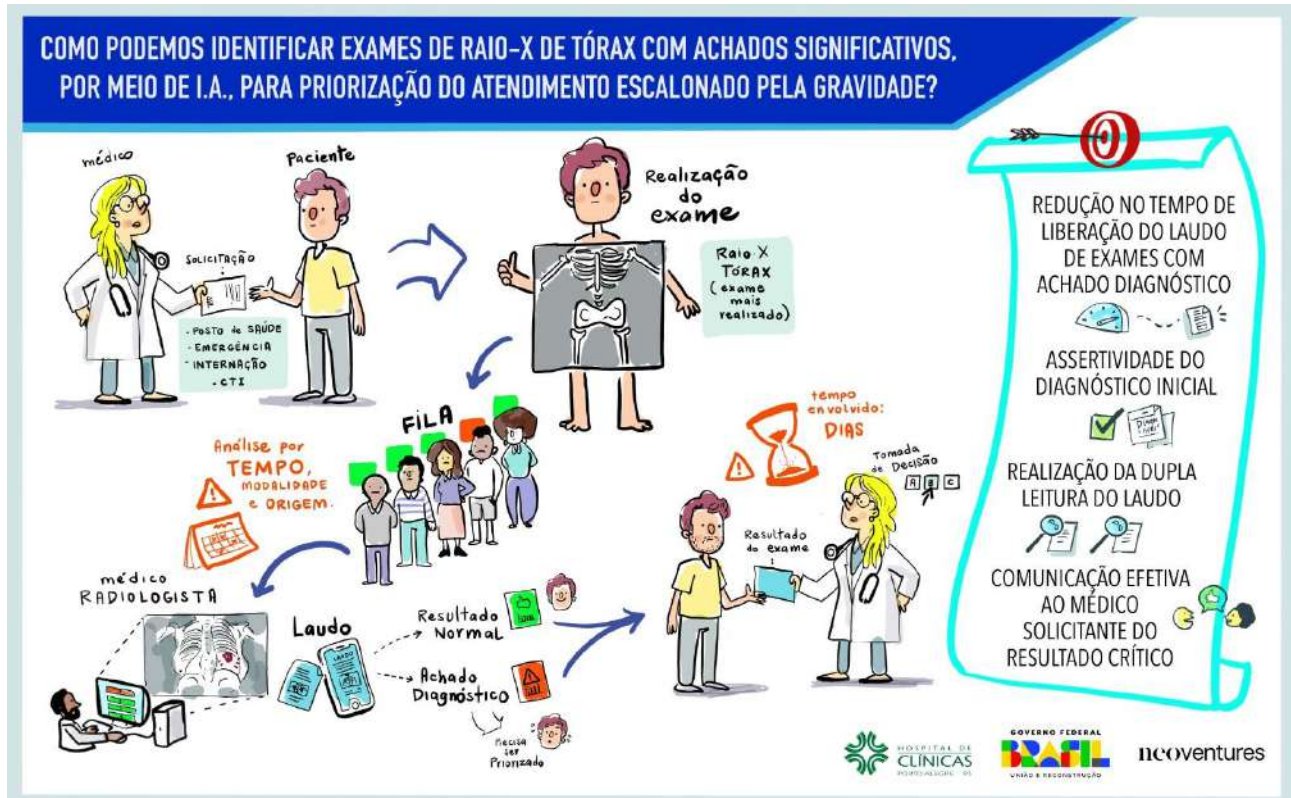 COMO PODEMOS IDENTIFICAR EXAMES DE RAIO-X DE TÓRAX COM ACHADOS SIGNIFICATIVOS,
POR MEIO DE I.A., PARA PRIORIZAÇÃO DO ATENDIMENTO ESCALONADO PELA GRAVIDADE?
médico
Paciente
SOLICITAÇÃO
- POSTO de SAÚDE
- EMERGÊNCIA
- INTERNAÇÃO
- CTI
Realização
do
exame
Raio-X
TÓRAX
(exame
mais
realizado)
FILA
Análise por
TEMPO,
MODALIDADE
e ORIGEM.
médico
RADIOLOGISTA
Laudo
LAUDO
Resultado
Normal
Achado
Diagnóstico
Precisa
ser
Priorizado
tempo
envolvido:
DIAS
Tomada
de Decisão
A B C
Resultado
do exame
REDUÇÃO NO TEMPO DE
LIBERAÇÃO DO LAUDO
DE EXAMES COM
ACHADO DIAGNÓSTICO
ASSERTIVIDADE DO
DIAGNÓSTICO INICIAL
REALIZAÇÃO DA DUPLA
LEITURA DO LAUDO
COMUNICAÇÃO EFETIVA
AO MÉDICO
SOLICITANTE DO
RESULTADO CRÍTICO
HOSPITAL DE
CLÍNICAS
PORTO ALEGRE - RS
GOVERNO FEDERAL
BRASIL
UNIÃO E RECONSTRUÇÃO
neoventures